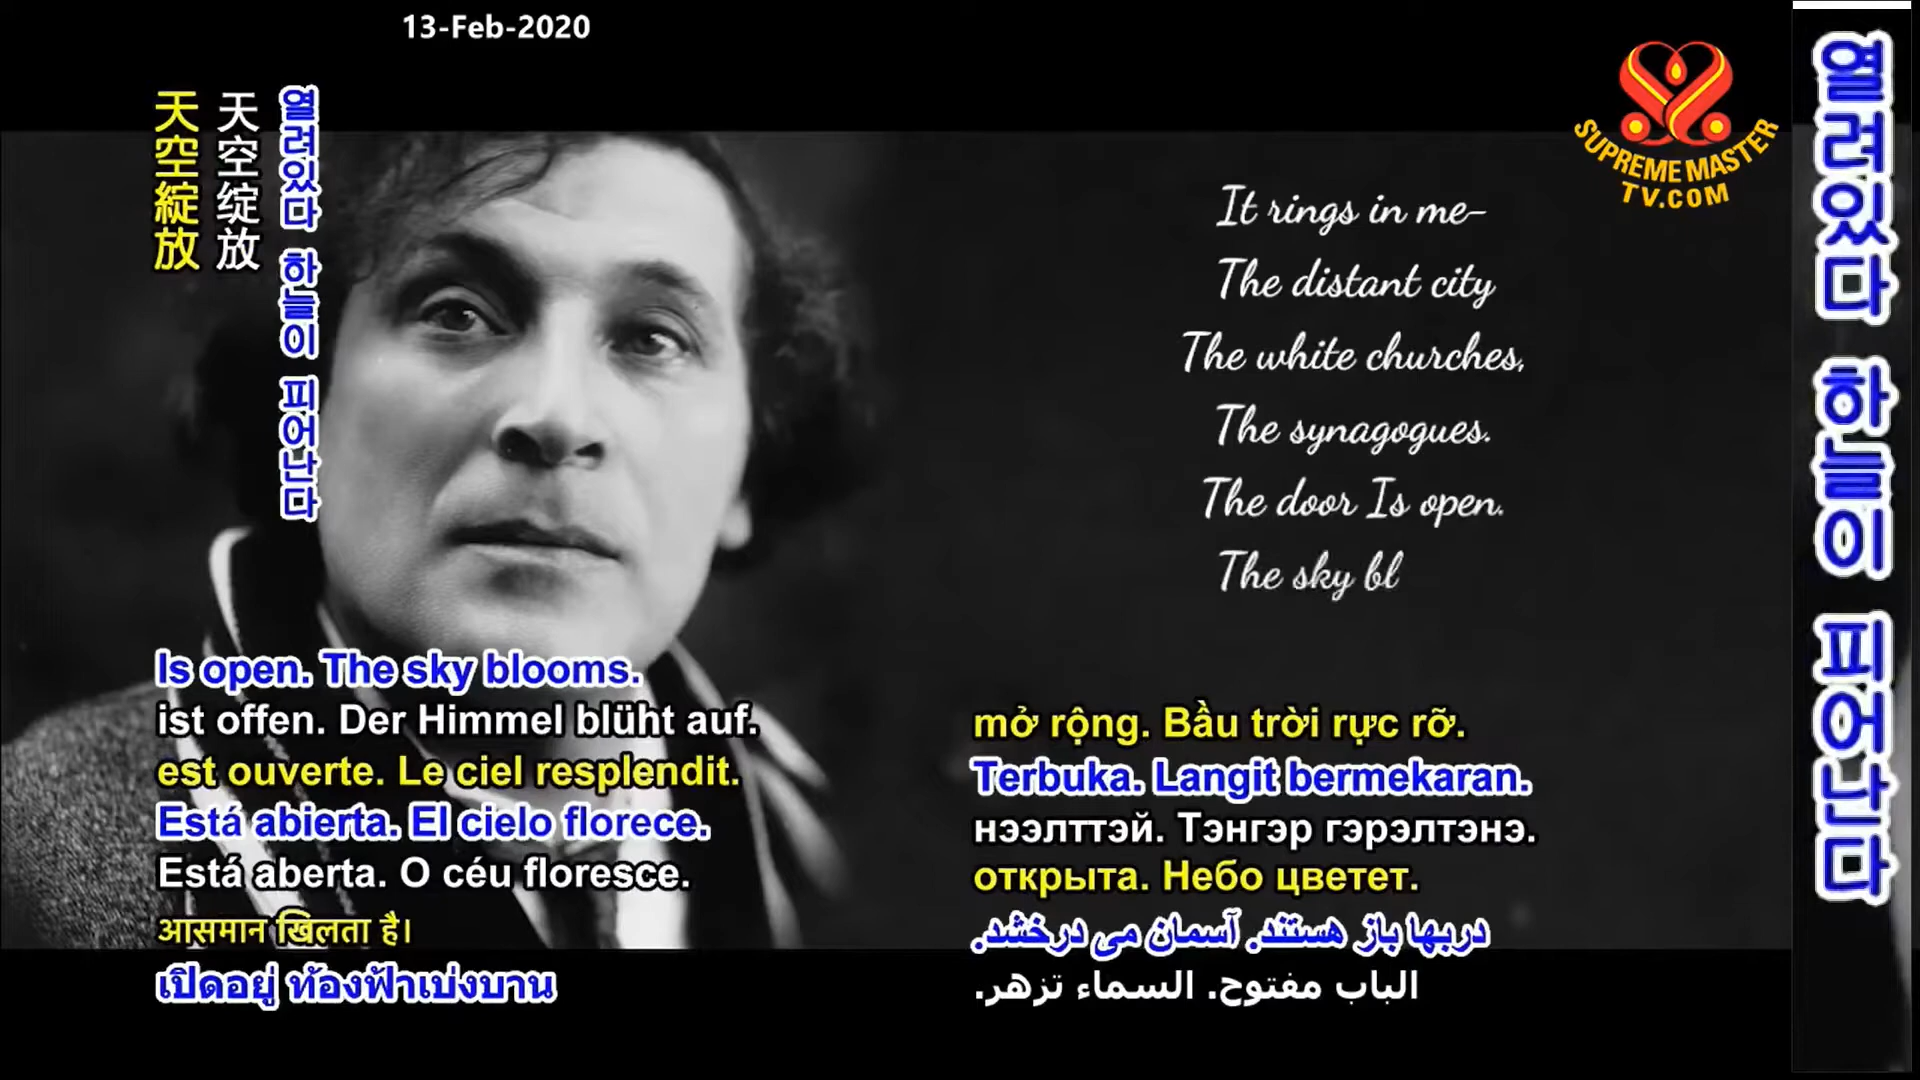 13-Feb-2020
天空綻放
天空绽放
열려있다 한늘이 피어난다
SUPREME MASTER
TV.COM
It rings in me-
The distant city
The white churches,
The synagogues.
The door Is open.
The sky bl
Is open. The sky blooms.
ist offen. Der Himmel blüht auf.
est ouverte. Le ciel resplendit.
Está abierta. El cielo florece.
Está aberta. O céu floresce.
आसमान खिलता है।
เปิดอยู่ ท้องฟ้าเบ่งบาน
mở rộng. Bầu trời rực rỡ.
Terbuka. Langit bermekaran.
нээлттэй. Тэнгэр гэрэлтэнэ.
открыта. Небо цветет.
دربها باز هستند. آسمان می درخشد.
الباب مفتوح. السماء تزهر.
열려있다 한늘이 피어난다